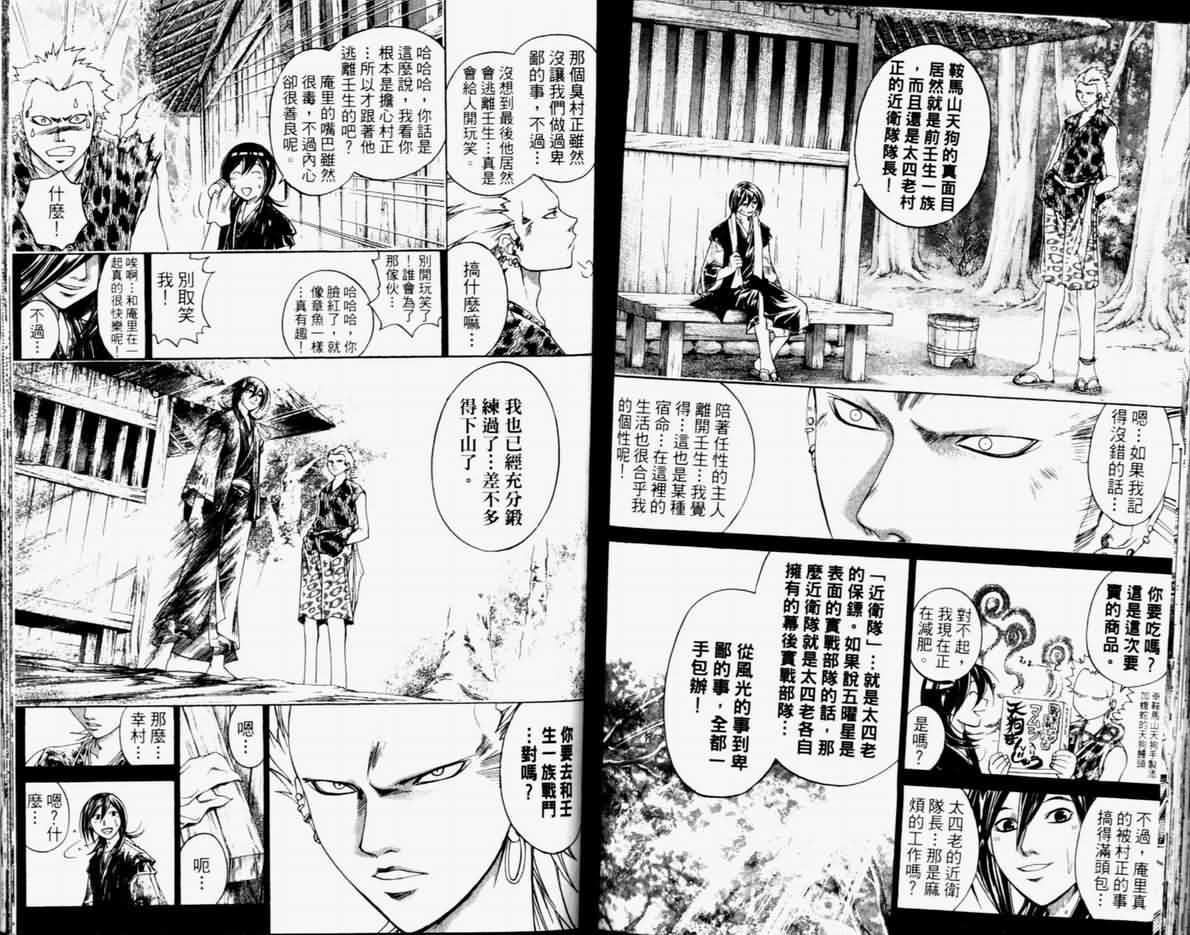 鞍馬山天狗的真面目
居然就是前壬生一族
，而且還是太四老村
正的近衛隊隊長！
嗯…如果我記
得沒錯的話…
陪著任性的主人
離開壬生…我覺
得…這也是某種
宿命…在這裡的
生活也很合乎我
的個性呢！
你要吃嗎？
這是這次要
賣的商品。
對不起，
我現在正
在減肥。
是嗎？
天狗
不過，庵里真
的被村正的事
搞得滿頭包…
太四老的近衛
隊長…那是麻
煩的工作嗎？
「近衛隊」…就是太四老
的保鏢。如果說五曜星是
表面的實戰部隊的話，那
麼近衛隊就是太四老各自
擁有的幕後實戰部隊…
從風光的事到卑
鄙的事，全都一
手包辦！
那個臭村正雖然
沒讓我們做過卑
鄙的事，不過…
沒想到最後他居然
會逃離壬生…真是
會給人開玩笑。
搞什麼嘛…
哈哈哈，你話是
這麼說，我看你
根本是擔心村正
…所以才跟著他
逃離壬生的吧？
庵里的嘴巴雖然
很毒，不過內心
卻很善良呢。
什麼！
別開玩笑了
！誰會為了
那傢伙…
哈哈哈，你
臉紅了，就
像章魚一樣
…真有趣！
別取笑
我！
唉啊…和庵里在一
起真的很快樂呢！
不過…
我也已經充分鍛
練過了…差不多
得下山了。
你要去和壬
生一族戰鬥
…對嗎？
嗯…
呃…
那麼…
幸村…
嗯？什
麼…